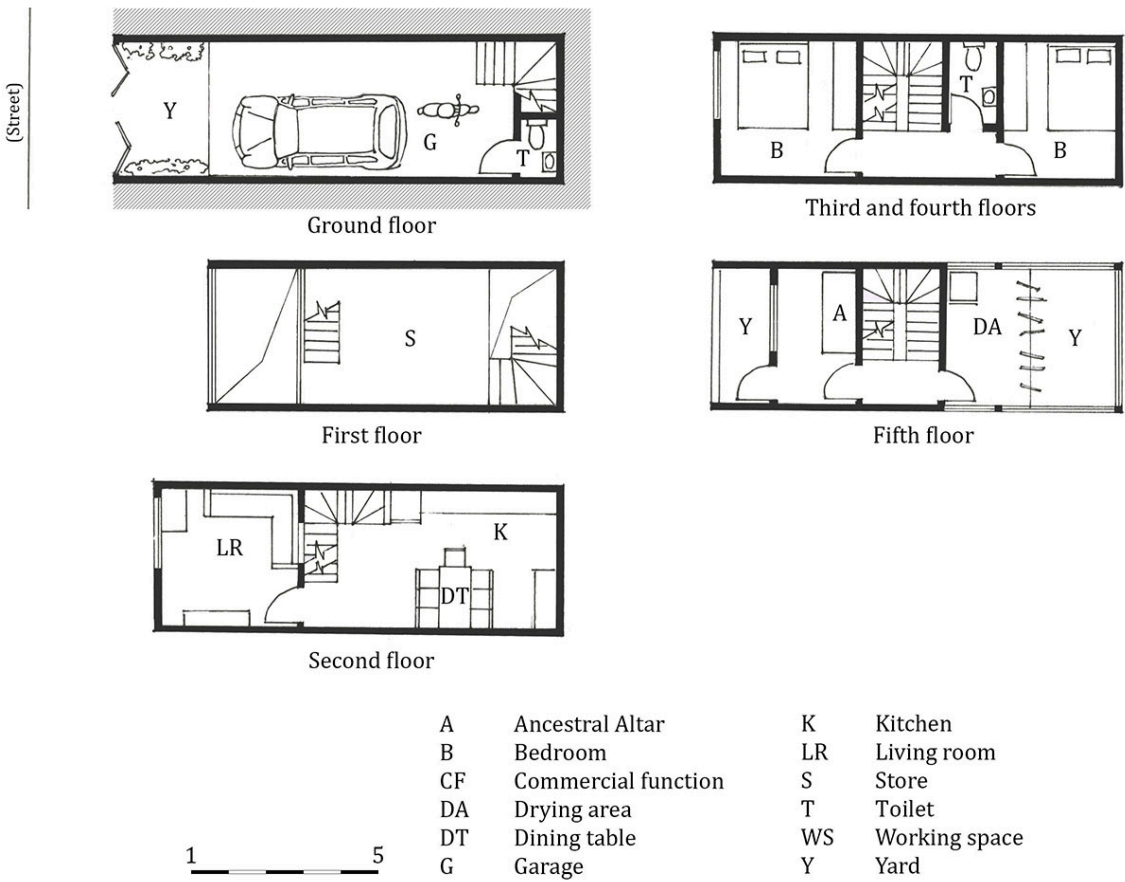 (Street)
Y
G
T
Ground floor
B
T
B
Third and fourth floors
S
First floor
Y
A
DA
Y
Fifth floor
LR
K
DT
Second floor
A Ancestral Altar
B Bedroom
CF Commercial function
DA Drying area
DT Dining table
G Garage
K Kitchen
LR Living room
S Store
T Toilet
WS Working space
Y Yard
1 5